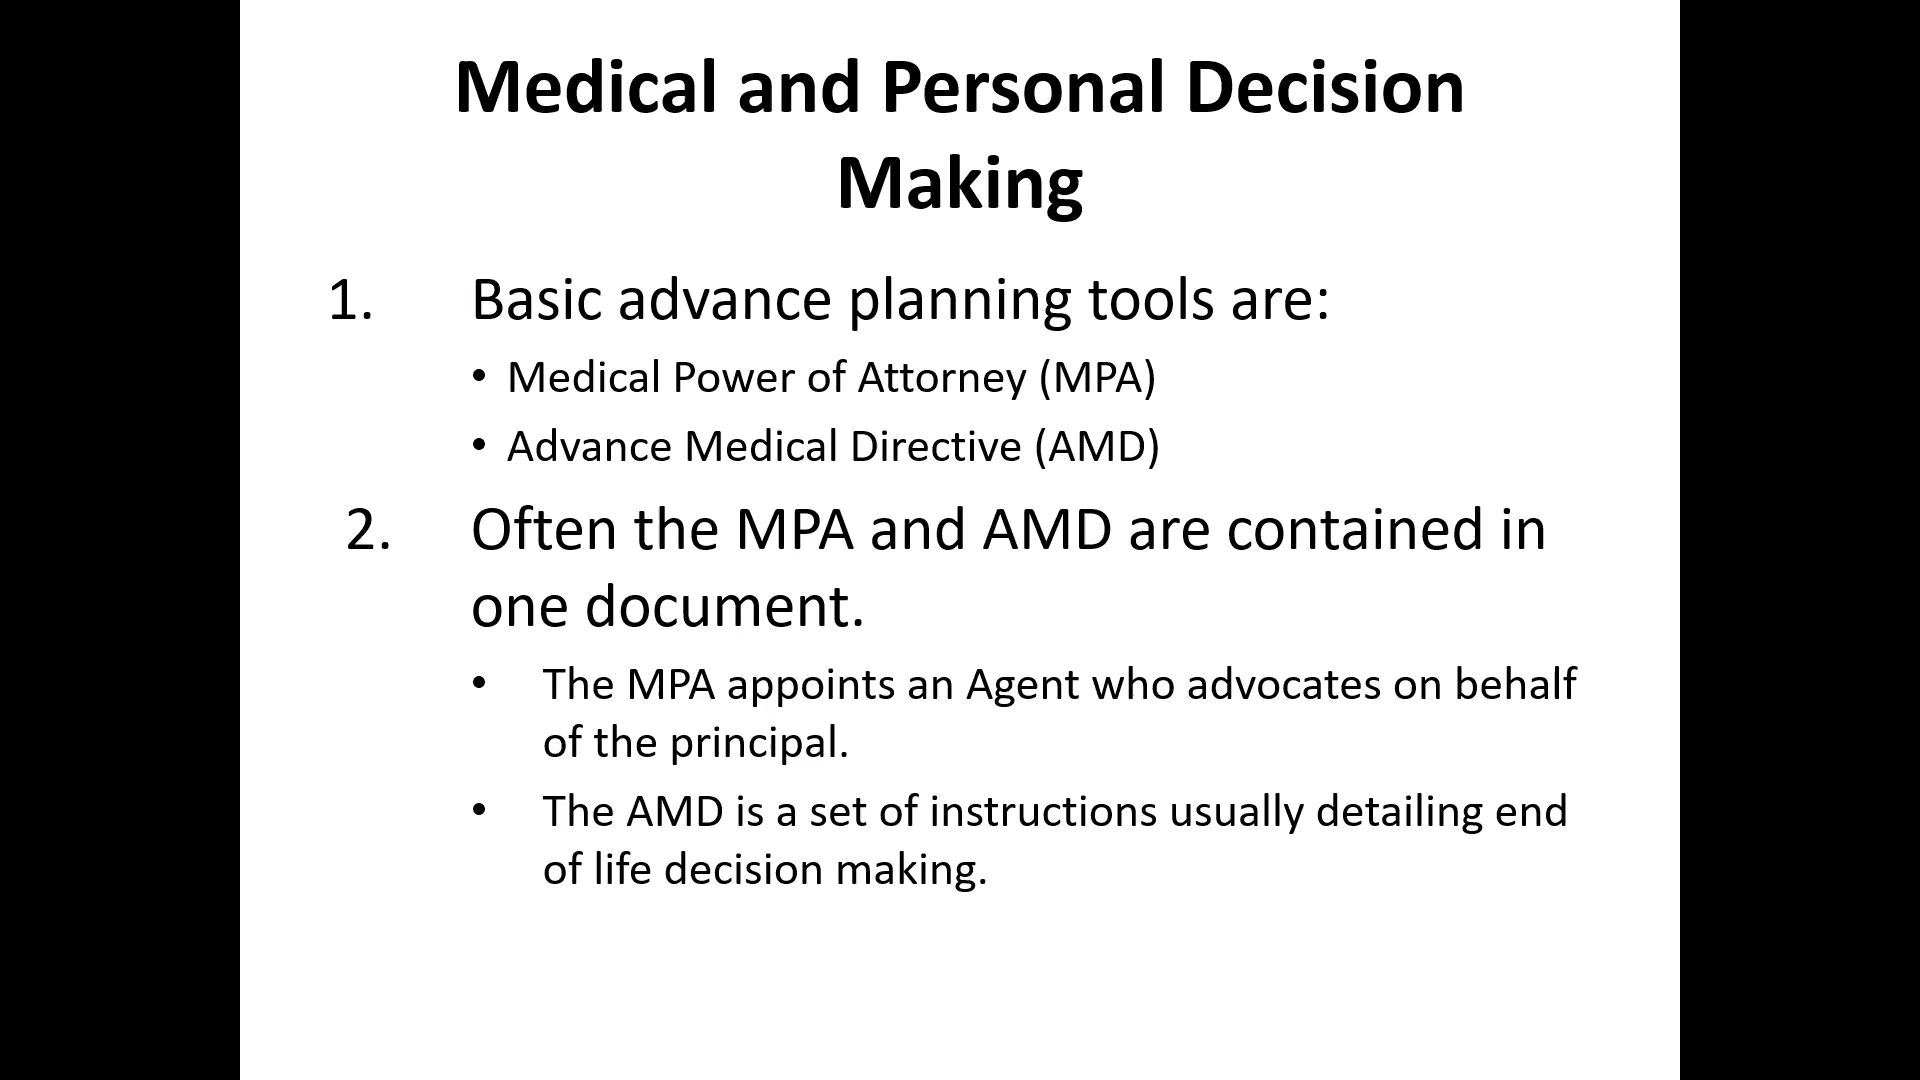 Medical and Personal Decision
Making
1. Basic advance planning tools are:
• Medical Power of Attorney (MPA)
• Advance Medical Directive (AMD)
2. Often the MPA and AMD are contained in
one document.
• The MPA appoints an Agent who advocates on behalf
of the principal.
• The AMD is a set of instructions usually detailing end
of life decision making.